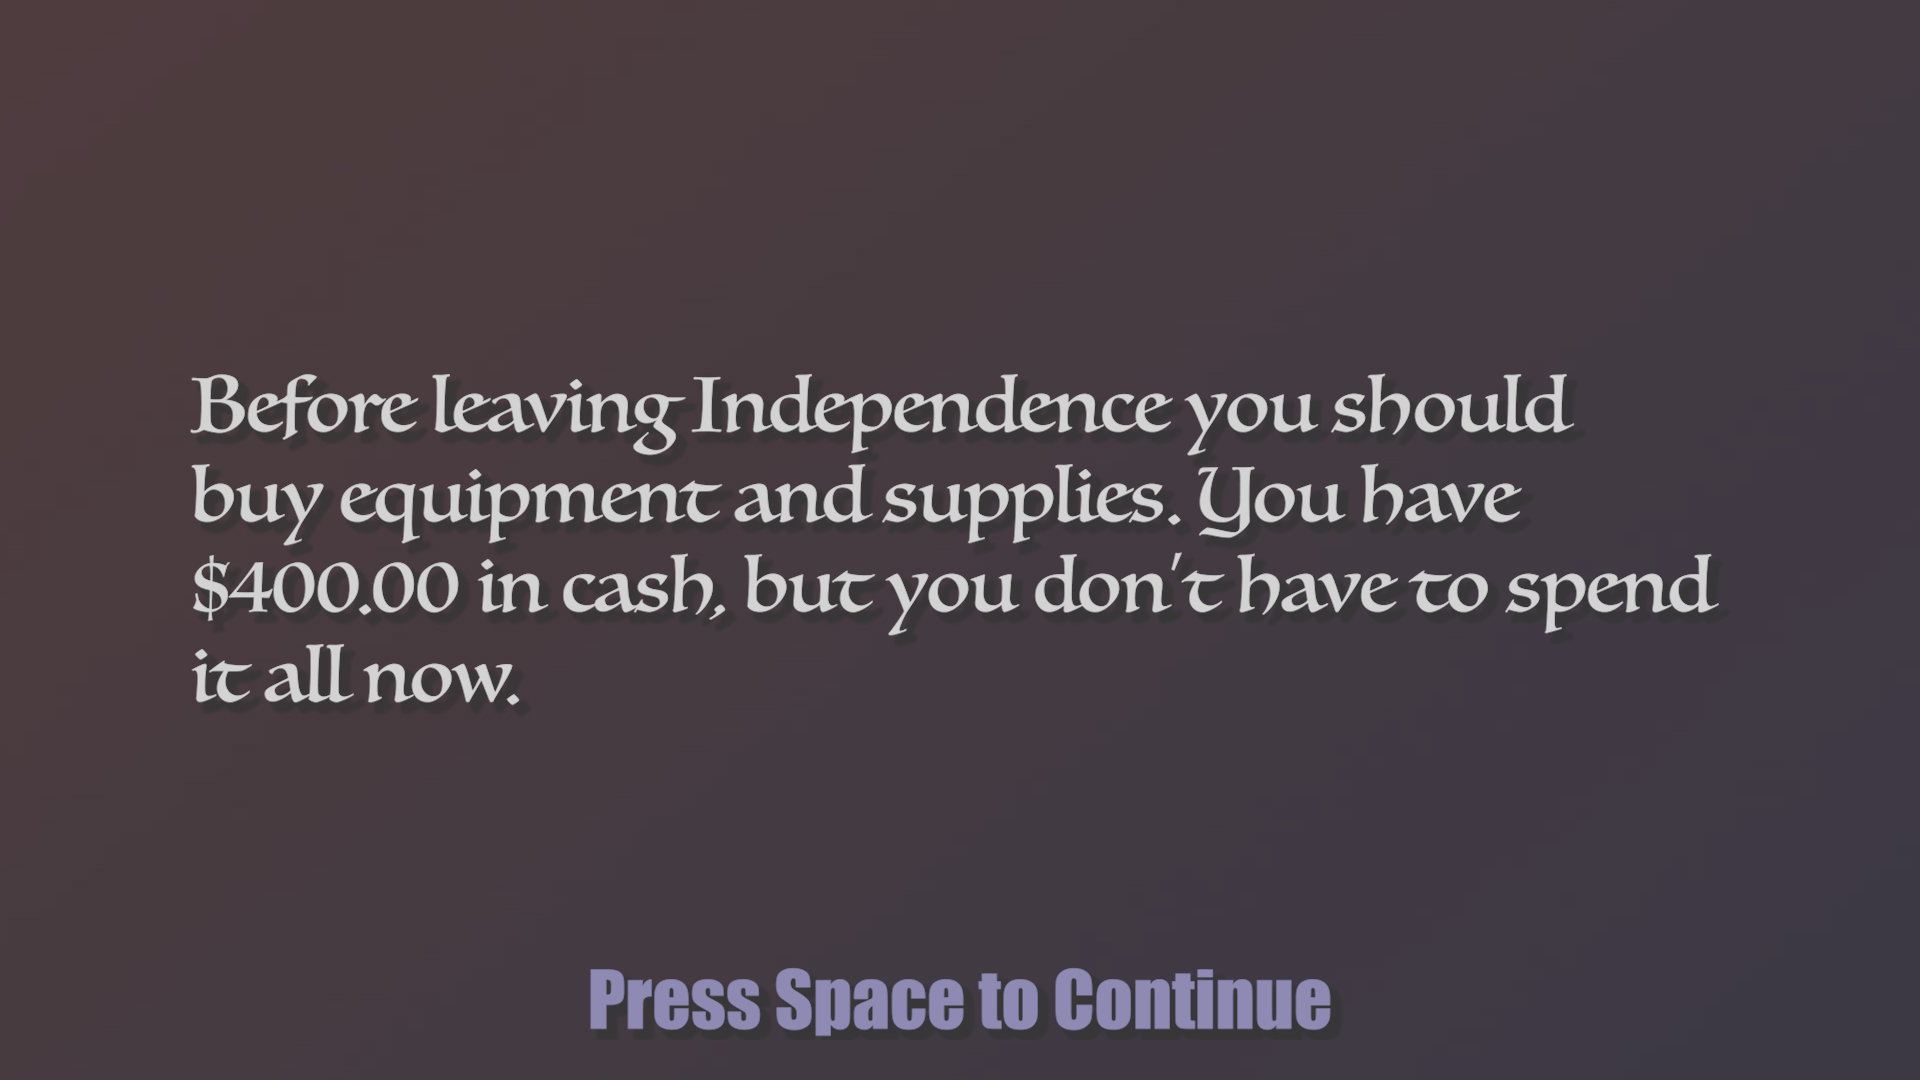 Before leaving Independence you should
buy equipment and supplies. You have
$400.00 in cash, but you don't have to spend
it all now.
Press Space to Continue